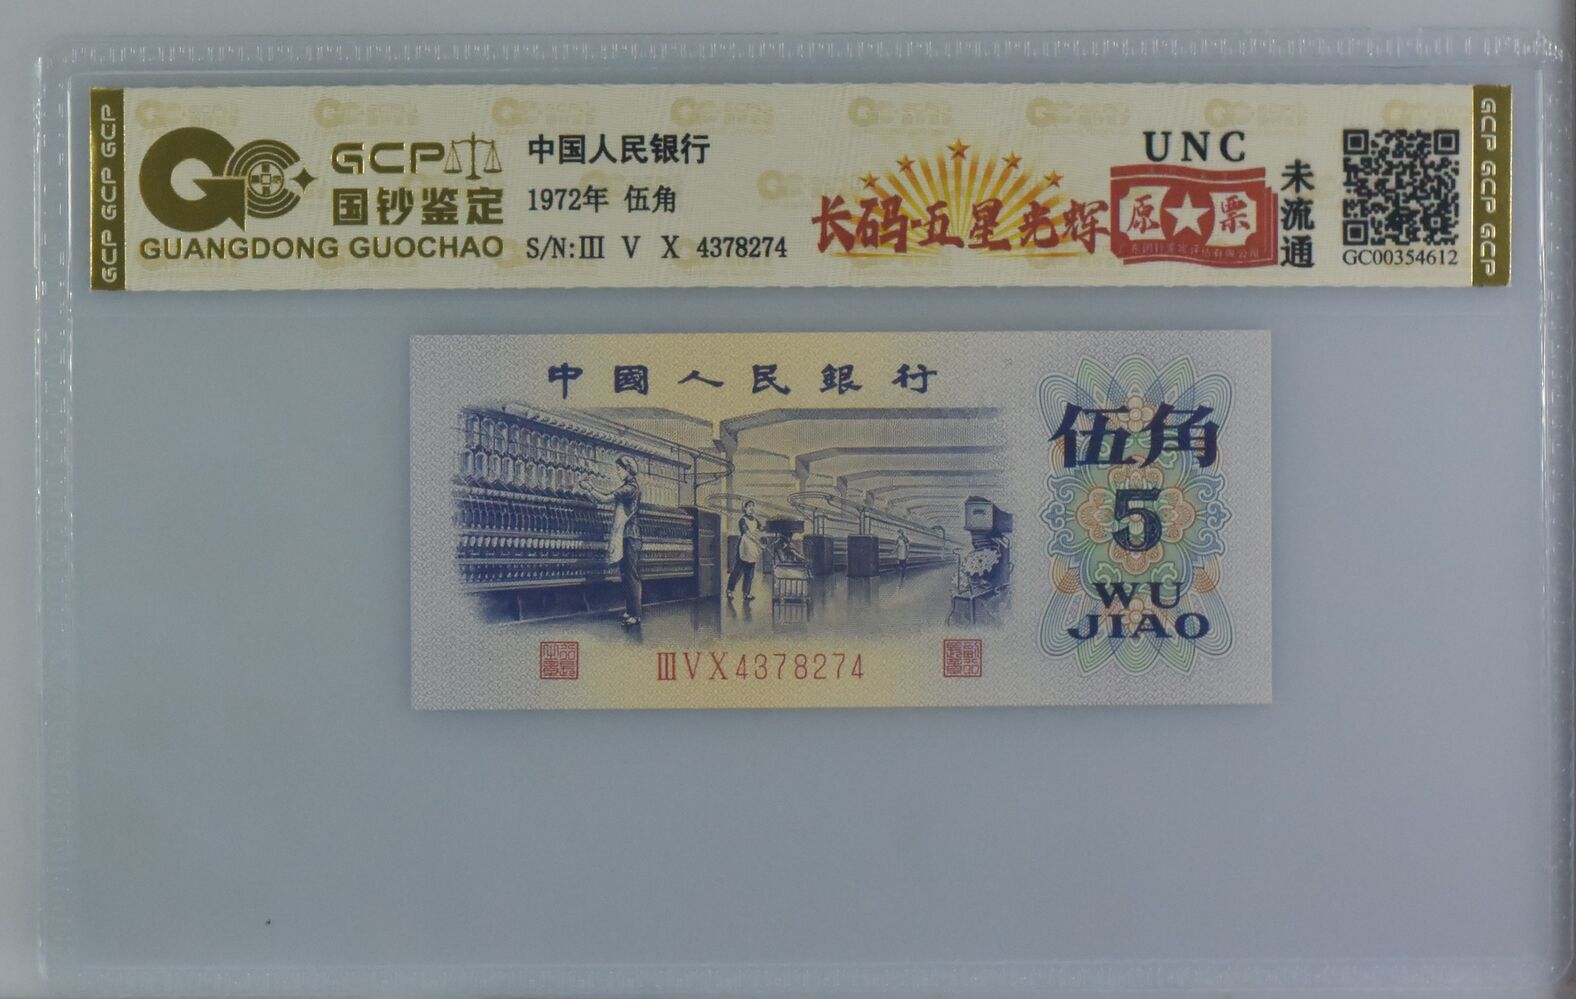 GCP GCP GCP
GCP
国钞鉴定
GUANGDONG GUOCHAO
中国人民银行
1972年 伍角
S/N:Ⅲ V X 4378274
长码·五星光辉
UNC
原★票
未流通
GC00354612
GCP GCP GCP
中國人民銀行
伍角
5
WU
JIAO
ⅢVX4378274